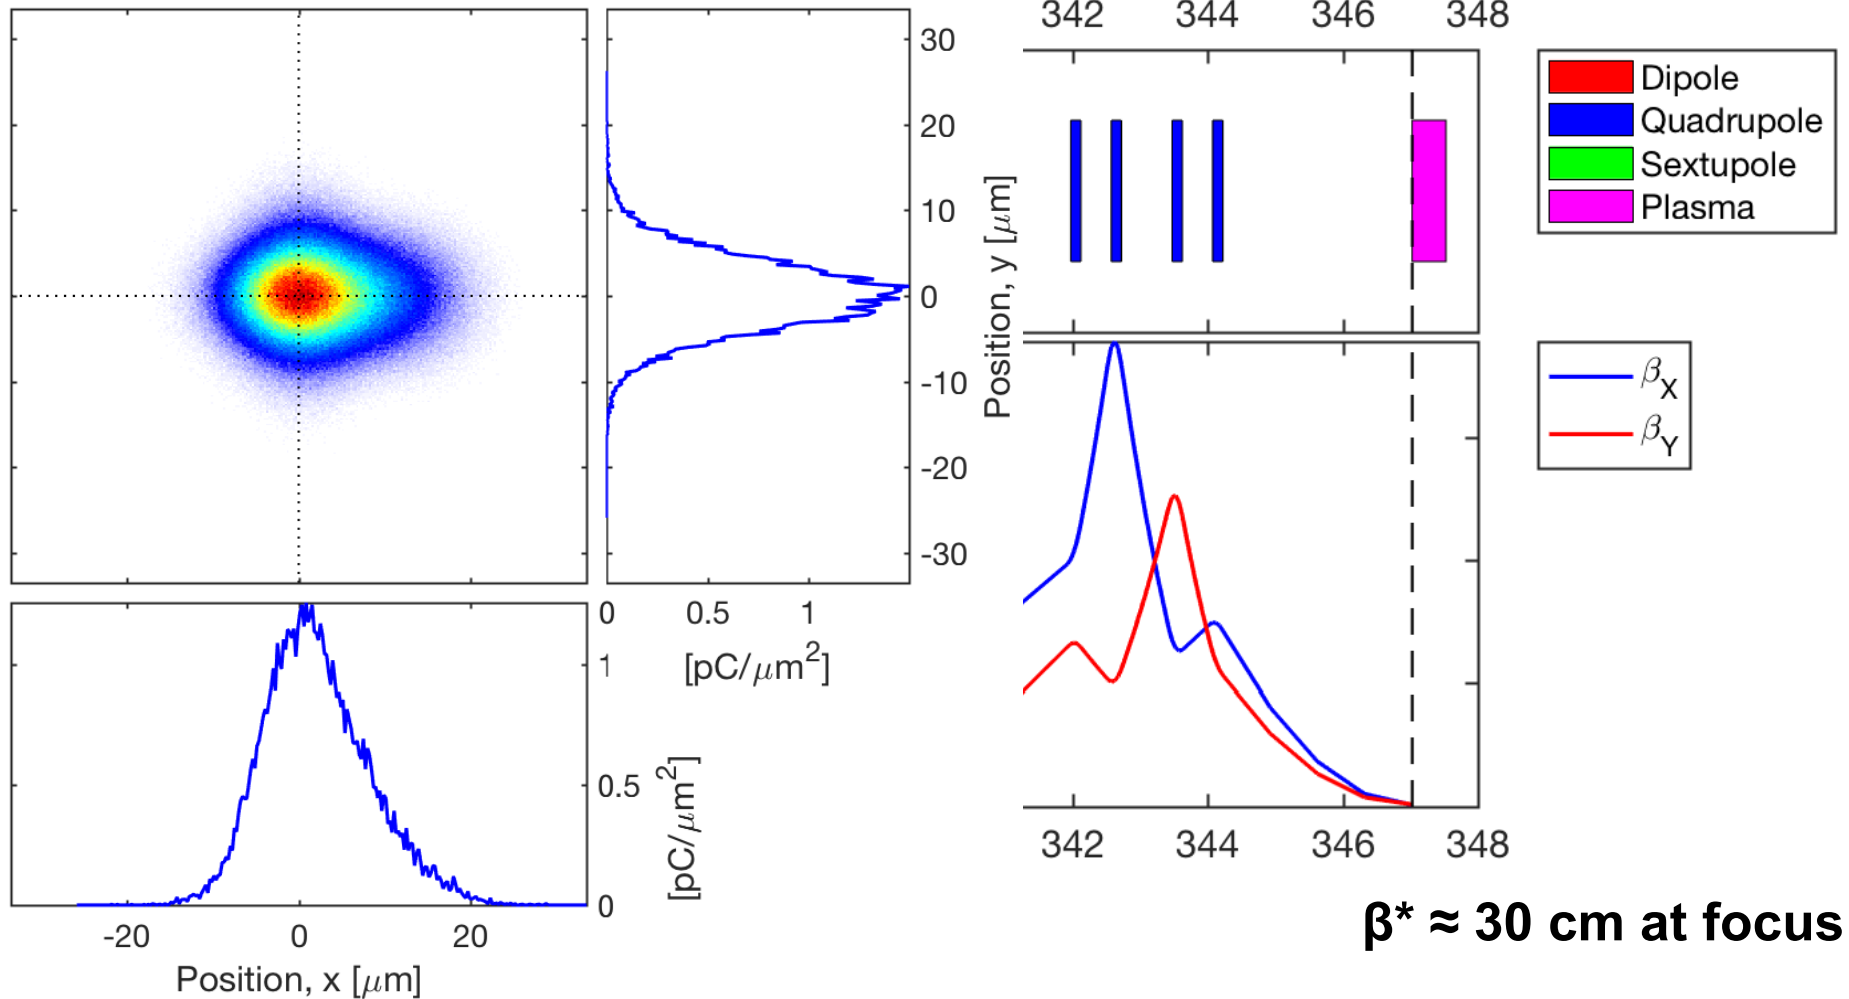 30
20
10
0
-10
-20
-30
Position, y [μm]
0 0.5 1
[pC/μm²]
1
0.5
0
[pC/μm²]
-20 0 20
Position, x [μm]
342 344 346 348
Dipole
Quadrupole
Sextupole
Plasma
βX
βY
342 344 346 348
β* ≈ 30 cm at focus